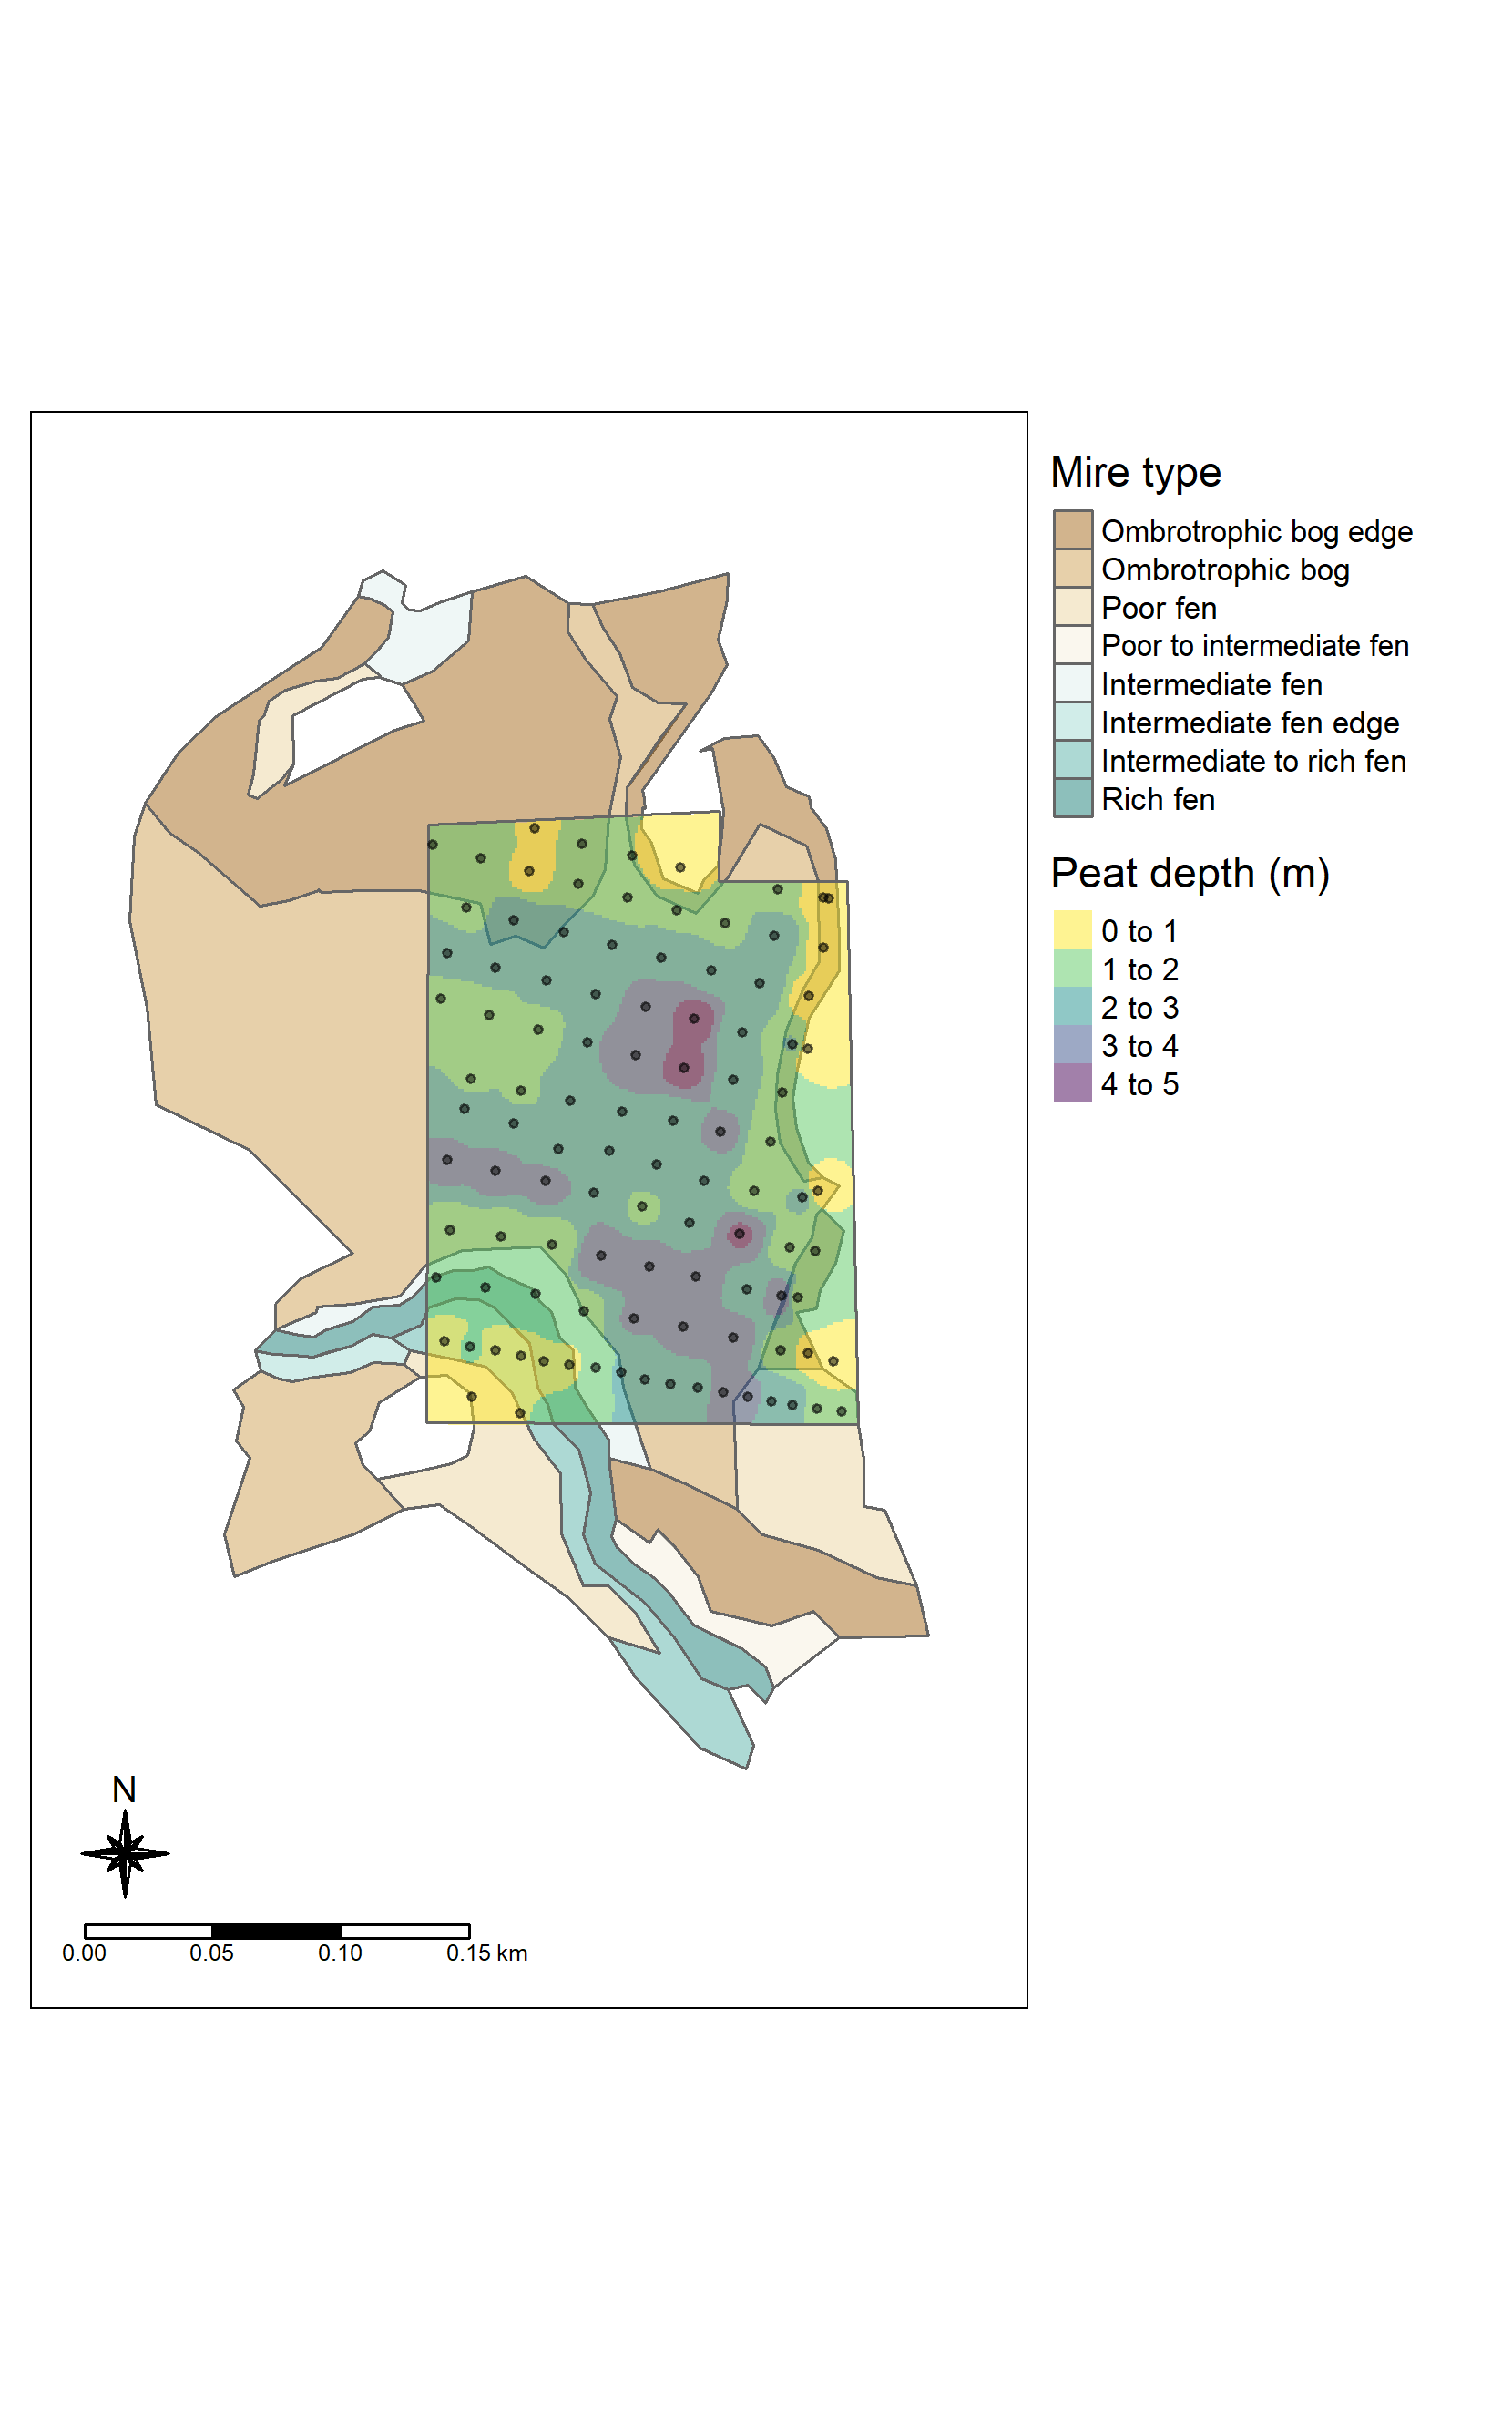 Mire type
Ombrotrophic bog edge
Ombrotrophic bog
Poor fen
Poor to intermediate fen
Intermediate fen
Intermediate fen edge
Intermediate to rich fen
Rich fen
Peat depth (m)
0 to 1
1 to 2
2 to 3
3 to 4
4 to 5
N
0.00 0.05 0.10 0.15 km